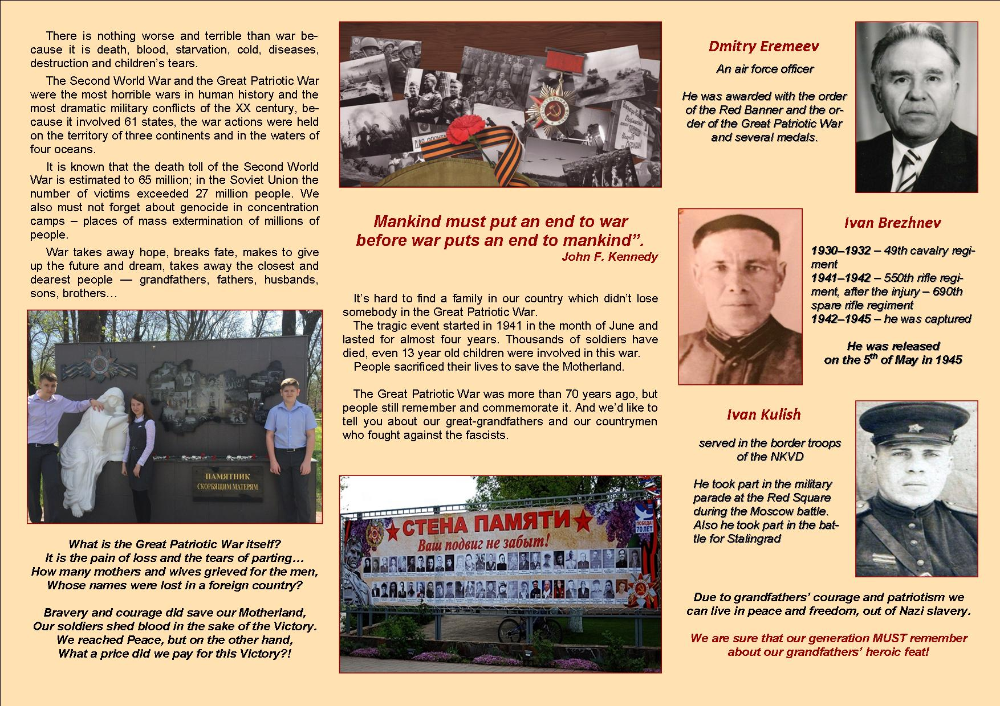 There is nothing worse and terrible than war be-
cause it is death, blood, starvation, cold, diseases,
destruction and children’s tears.
The Second World War and the Great Patriotic War
were the most horrible wars in human history and the
most dramatic military conflicts of the XX century, be-
cause it involved 61 states, the war actions were held
on the territory of three continents and in the waters of
four oceans.
It is known that the death toll of the Second World
War is estimated to 65 million; in the Soviet Union the
number of victims exceeded 27 million people. We
also must not forget about genocide in concentration
camps – places of mass extermination of millions of
people.
War takes away hope, breaks fate, makes to give
up the future and dream, takes away the closest and
dearest people — grandfathers, fathers, husbands,
sons, brothers…
ПАМЯТНИК
СКОРБЯЩИМ МАТЕРЯМ
What is the Great Patriotic War itself?
It is the pain of loss and the tears of parting…
How many mothers and wives grieved for the men,
Whose names were lost in a foreign country?
Bravery and courage did save our Motherland,
Our soldiers shed blood in the sake of the Victory.
We reached Peace, but on the other hand,
What a price did we pay for this Victory?!
ДЛЯ ФРОНТА
Mankind must put an end to war
before war puts an end to mankind”.
John F. Kennedy
It’s hard to find a family in our country which didn’t lose
somebody in the Great Patriotic War.
The tragic event started in 1941 in the month of June and
lasted for almost four years. Thousands of soldiers have
died, even 13 year old children were involved in this war.
People sacrificed their lives to save the Motherland.
The Great Patriotic War was more than 70 years ago, but
people still remember and commemorate it. And we’d like to
tell you about our great-grandfathers and our countrymen
who fought against the fascists.
СТЕНА ПАМЯТИ
Ваш подвиг не забыт!
ПОБЕДА!
70 ЛЕТ
Dmitry Eremeev
An air force officer
He was awarded with the order
of the Red Banner and the or-
der of the Great Patriotic War
and several medals.
Ivan Brezhnev
1930–1932 – 49th cavalry regi-
ment
1941–1942 – 550th rifle regi-
ment, after the injury – 690th
spare rifle regiment
1942–1945 – he was captured
He was released
on the 5th of May in 1945
Ivan Kulish
served in the border troops
of the NKVD
He took part in the military
parade at the Red Square
during the Moscow battle.
Also he took part in the bat-
tle for Stalingrad
Due to grandfathers’ courage and patriotism we
can live in peace and freedom, out of Nazi slavery.
We are sure that our generation MUST remember
about our grandfathers’ heroic feat!